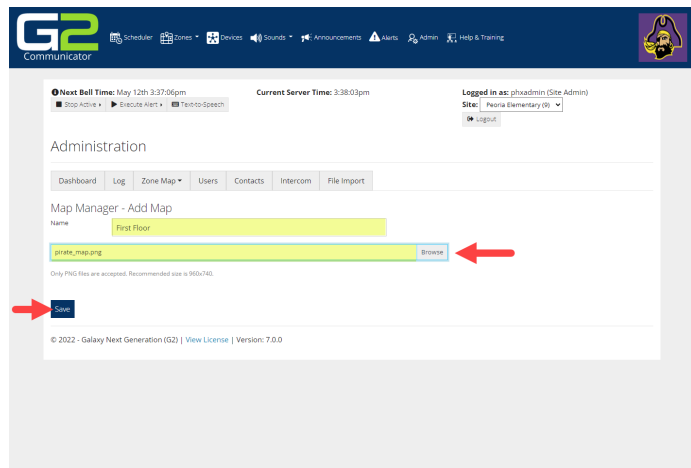 G2
Communicator
Scheduler Zones Devices Sounds Announcements Alerts Admin Help & Training
Next Bell Time: May 12th 3:37:06pm Current Server Time: 3:38:03pm Logged in as: phxadmin (Site Admin)
Stop Active Execute Alert Text-to-Speech Site: Peoria Elementary (9)
Logout
Administration
Dashboard Log Zone Map Users Contacts Intercom File Import
Map Manager - Add Map
Name First Floor
pirate_map.png Browse
Only PNG files are accepted. Recommended size is 960x740.
Save
© 2022 - Galaxy Next Generation (G2) | View License | Version: 7.0.0